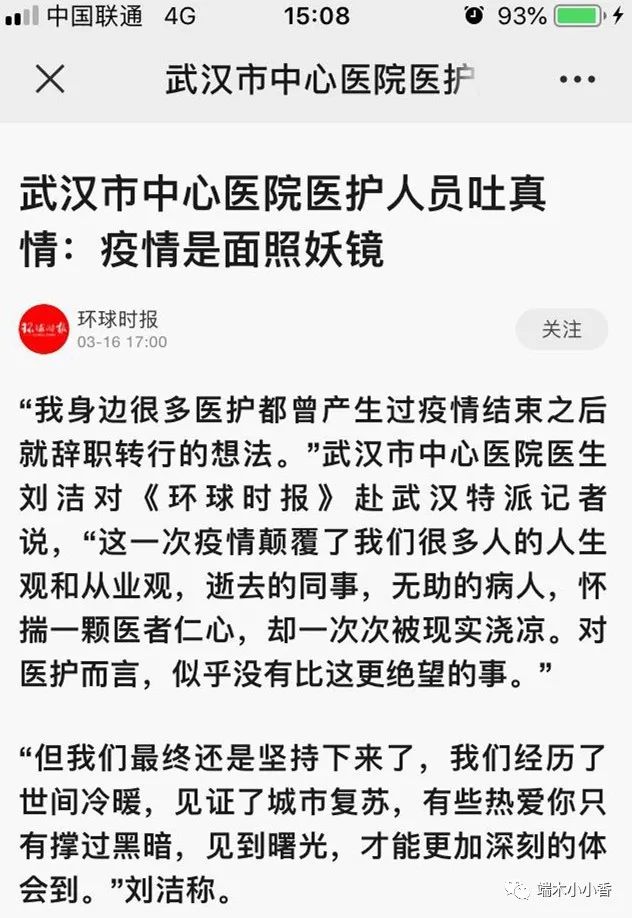 中国联通 4G 15:08 93%
武汉市中心医院医护
武汉市中心医院医护人员吐真
情：疫情是面照妖镜
环球时报
环球时报
03-16 17:00
关注
“我身边很多医护都曾产生过疫情结束之后
就辞职转行的想法。”武汉市中心医院医生
刘洁对《环球时报》赴武汉特派记者
说，“这一次疫情颠覆了我们很多人的人生
观和从业观，逝去的同事，无助的病人，怀
揣一颗医者仁心，却一次次被现实浇凉。对
医护而言，似乎没有比这更绝望的事。”
“但我们最终还是坚持下来了，我们经历了
世间冷暖，见证了城市复苏，有些热爱你只
有撑过黑暗，见到曙光，才能更加深刻的体
会到。”刘洁称。
端木小小香